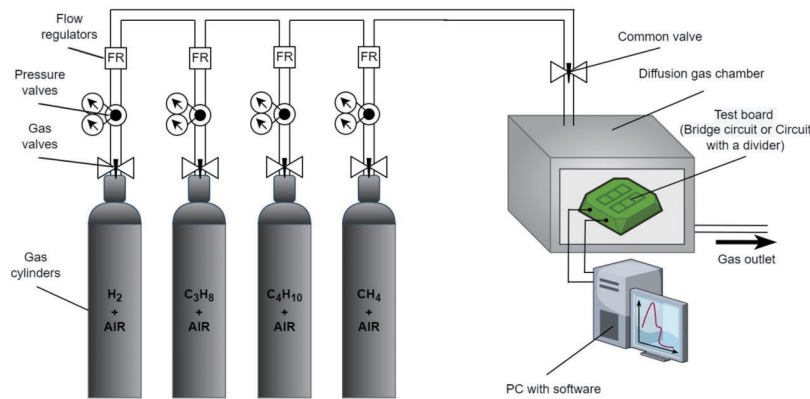 Flow
regulators
FR
FR
FR
FR
Common valve
Pressure
valves
Diffusion gas chamber
Gas
valves
Test board
(Bridge circuit or Circuit
with a divider)
Gas
cylinders
H2
+
AIR
C3H8
+
AIR
C4H10
+
AIR
CH4
+
AIR
Gas outlet
PC with software